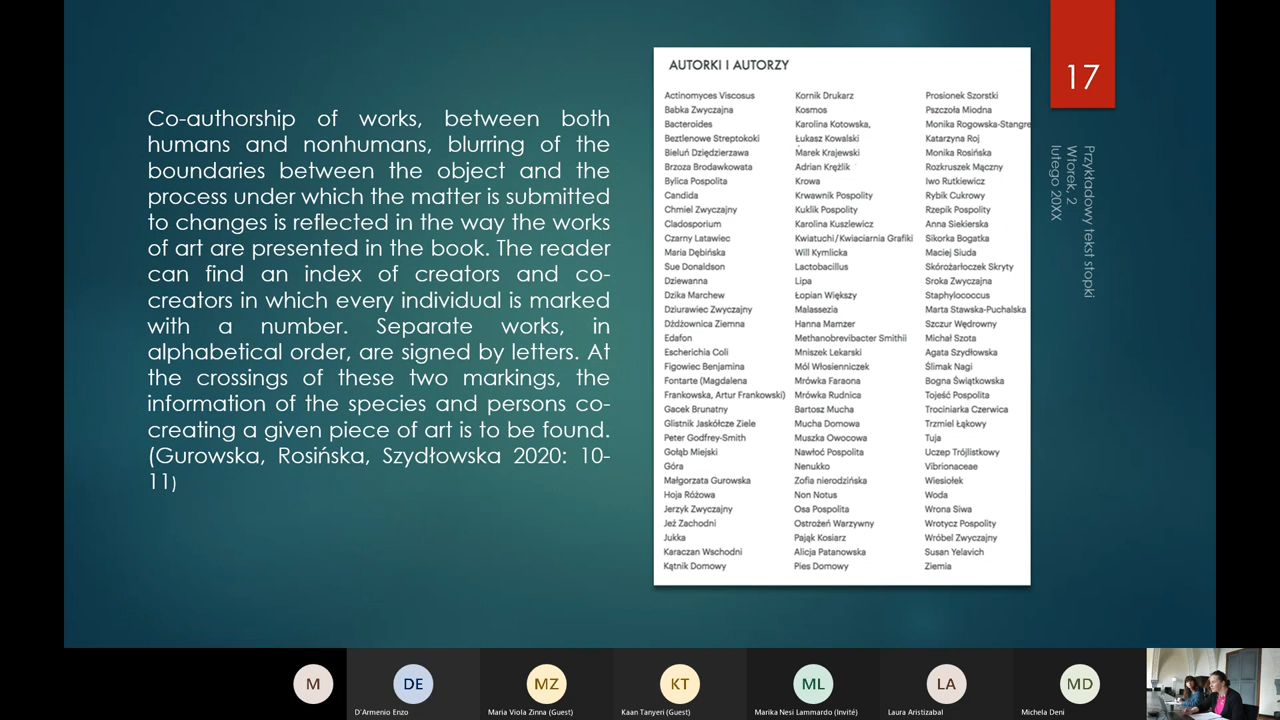 Co-autharship of works, between both
humans and nonhumans, blurring of the
boundaries between the object and the
process under which the matter is submitted
to changes is reflected in the way the works
of art are presented in the book. The reader
can find an index of creators and co-
creators in which every individual is marked
with a number. Separate works, in
alphabetical order, are signed by letters. At
the crossings of these two markings, the
information of the species and persons co-
creating a given piece of art is to be found.
(Gurowska, Rosińska, Szydłowska 2020: 10-
11)
AUTORKI I AUTORZY
Actinomyces Viscosus
Babka Zwyczajna
Bacteroides
Beztlenowe Streptokoki
Bieluń Dziędzierzawa
Brzoza Brodawkowata
Bylica Pospolita
Candida
Chmiel Zwyczajny
Cladosporium
Czarny Latawiec
Maria Dębińska
Sue Donaldson
Dziewanna
Dzika Marchew
Dziurawiec Zwyczajny
Dżdżownica Ziemna
Edafon
Escherichia Coli
Figowiec Benjamina
Fontarte (Magdalena
Frankowska, Artur Frankowski)
Gacek Brunatny
Glistnik Jaskółcze Ziele
Peter Godfrey-Smith
Gołąb Miejski
Góra
Małgorzata Gurowska
Hoja Różowa
Jerzyk Zwyczajny
Jeż Zachodni
Jukka
Karaczan Wschodni
Kątnik Domowy
Kornik Drukarz
Kosmos
Karolina Kotowska,
Łukasz Kowalski
Marek Krajewski
Adrian Krężlik
Krowa
Krwawnik Pospolity
Kuklik Pospolity
Karolina Kuszlewicz
Kwiatuchi/Kwiaciarnia Grafiki
Will Kymlicka
Lactobacillus
Lipa
Łopian Większy
Malassezia
Hanna Mamzer
Methanobrevibacter Smithii
Mniszek Lekarski
Mól Włosienniczek
Mrówka Faraona
Mrówka Rudnica
Bartosz Mucha
Mucha Domowa
Muszka Owocowa
Nawłoć Pospolita
Nenukko
Zofia nierodzińska
Non Notus
Osa Pospolita
Ostrożeń Warzywny
Pająk Kosiarz
Alicja Patanowska
Pies Domowy
Prosionek Szorstki
Pszczoła Miodna
Monika Rogowska-Stangre
Katarzyna Roj
Monika Rosińska
Rozkruszek Mączny
Iwo Rutkiewicz
Rybik Cukrowy
Rzepik Pospolity
Anna Siekierska
Sikorka Bogatka
Maciej Siuda
Skórożarłoczek Skryty
Sroka Zwyczajna
Staphylococcus
Marta Stawska-Puchalska
Szczur Wędrowny
Michał Szota
Agata Szydłowska
Ślimak Nagi
Bogna Świątkowska
Tojeść Pospolita
Trociniarka Czerwica
Trzmiel Łąkowy
Tuja
Uczep Trójlistkowy
Vibrionaceae
Wiesiołek
Woda
Wrona Siwa
Wrotycz Pospolity
Wróbel Zwyczajny
Susan Yelavich
Ziemia
17
Przykładowy tekst stopki
Wtorek, 2
lutego 20XX
M
DE
MZ
KT
ML
LA
MD
D'Armenio Enzo
Maria Viola Zinna (Guest)
Kaan Tanyeri (Guest)
Marika Nesi Lammardo (Invité)
Laura Aristizabal
Michela Deni